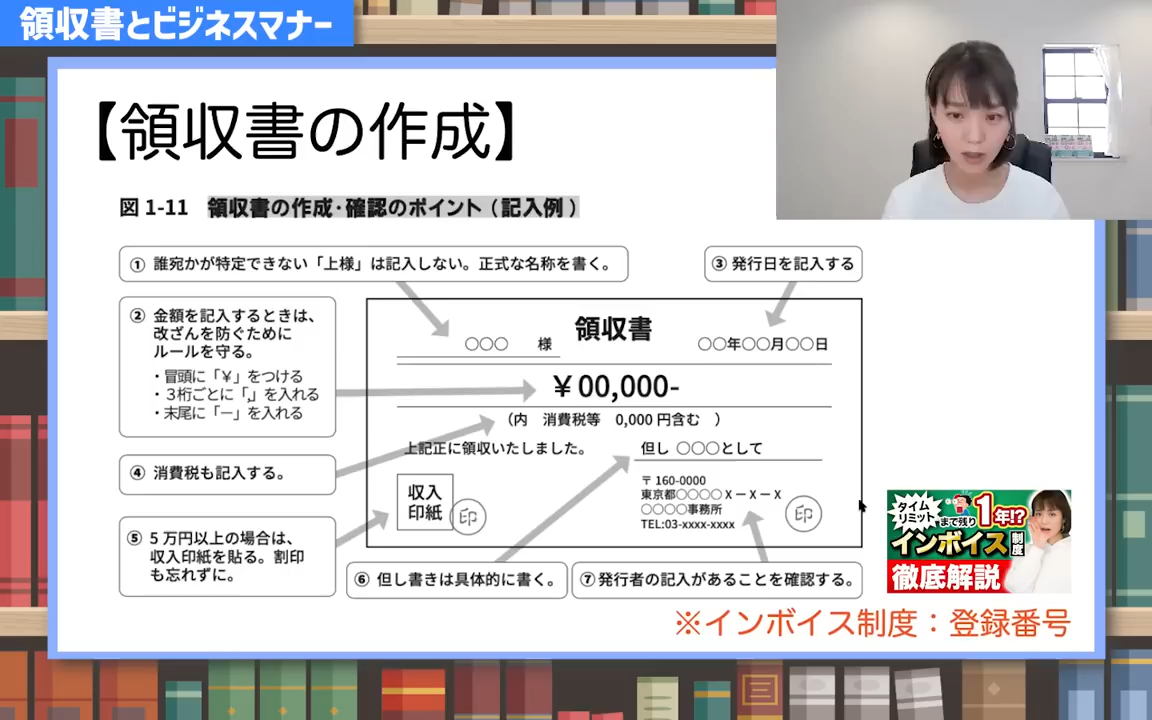 領収書とビジネスマナー
【領収書の作成】
図 1-11 領収書の作成・確認のポイント(記入例)
① 誰宛かが特定できない「上様」は記入しない。正式な名称を書く。
③ 発行日を記入する
② 金額を記入するときは、
改ざんを防ぐために
ルールを守る。
・冒頭に「¥」をつける
・3桁ごとに「,」を入れる
・末尾に「ー」を入れる
領収書
○○○ 様
○○年○○月○○日
¥00,000-
(内 消費税等 0,000 円含む )
上記正に領収いたしました。
但し ○○○として
④ 消費税も記入する。
収入
印紙
印
〒 160-0000
東京都○○○○ X － X － X
○○○○事務所
TEL:03-xxxx-xxxx
印
⑤ 5 万円以上の場合は、
収入印紙を貼る。割印
も忘れずに。
⑥ 但し書きは具体的に書く。
⑦発行者の記入があることを確認する。
タイム
リミット
まで残り
1年!?
インボイス制度
徹底解説
※インボイス制度：登録番号